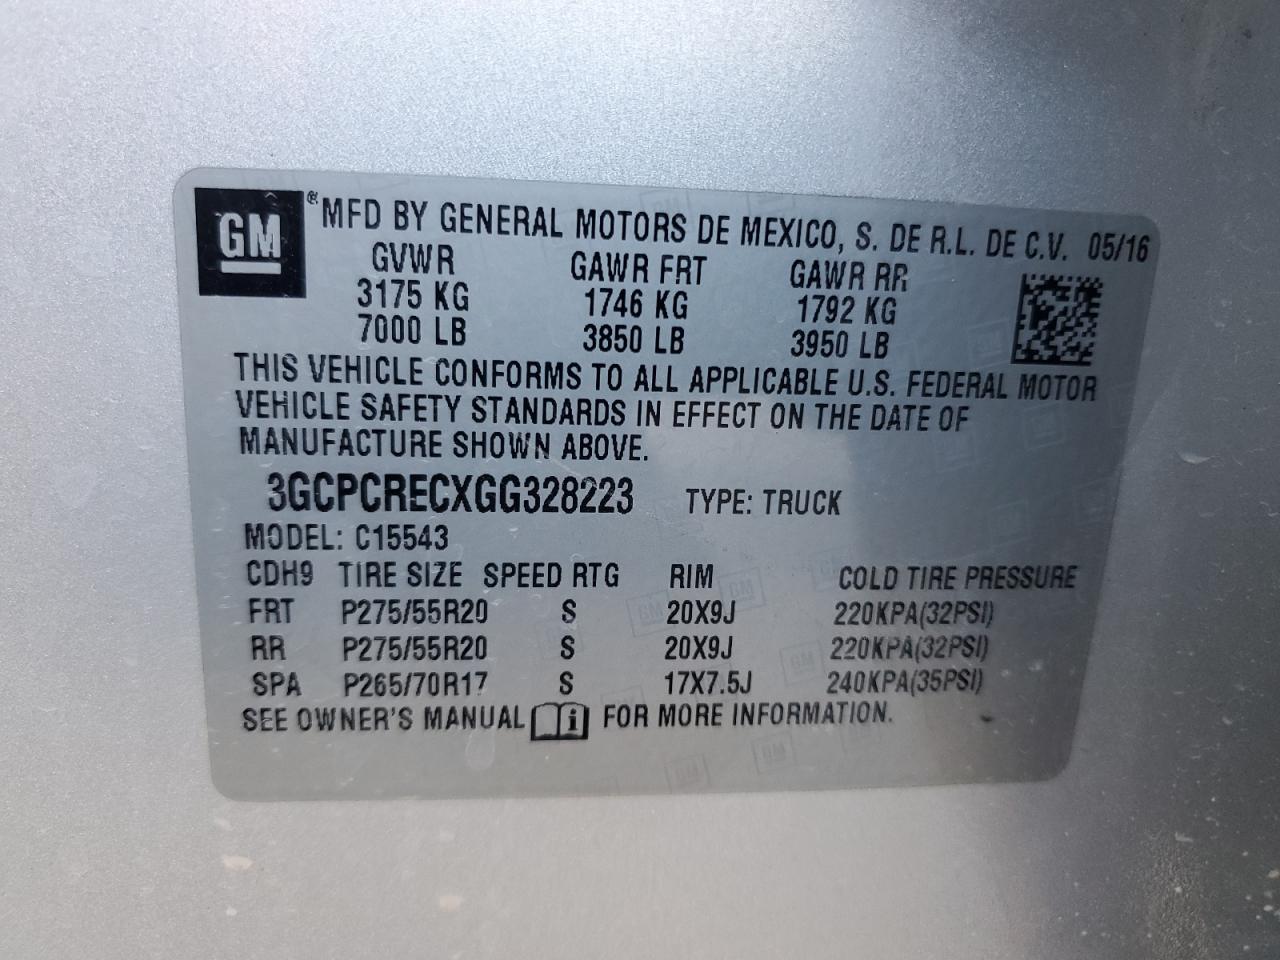 GM ® MFD BY GENERAL MOTORS DE MEXICO, S. DE R.L. DE C.V. 05/16
GVWR GAWR FRT GAWR RR
3175 KG 1746 KG 1792 KG
7000 LB 3850 LB 3950 LB
THIS VEHICLE CONFORMS TO ALL APPLICABLE U.S. FEDERAL MOTOR
VEHICLE SAFETY STANDARDS IN EFFECT ON THE DATE OF
MANUFACTURE SHOWN ABOVE.
3GCPCRECXGG328223 TYPE: TRUCK
MODEL: C15543
CDH9 TIRE SIZE SPEED RTG RIM COLD TIRE PRESSURE
FRT P275/55R20 S 20X9J 220KPA(32PSI)
RR P275/55R20 S 20X9J 220KPA(32PSI)
SPA P265/70R17 S 17X7.5J 240KPA(35PSI)
SEE OWNER'S MANUAL i FOR MORE INFORMATION.